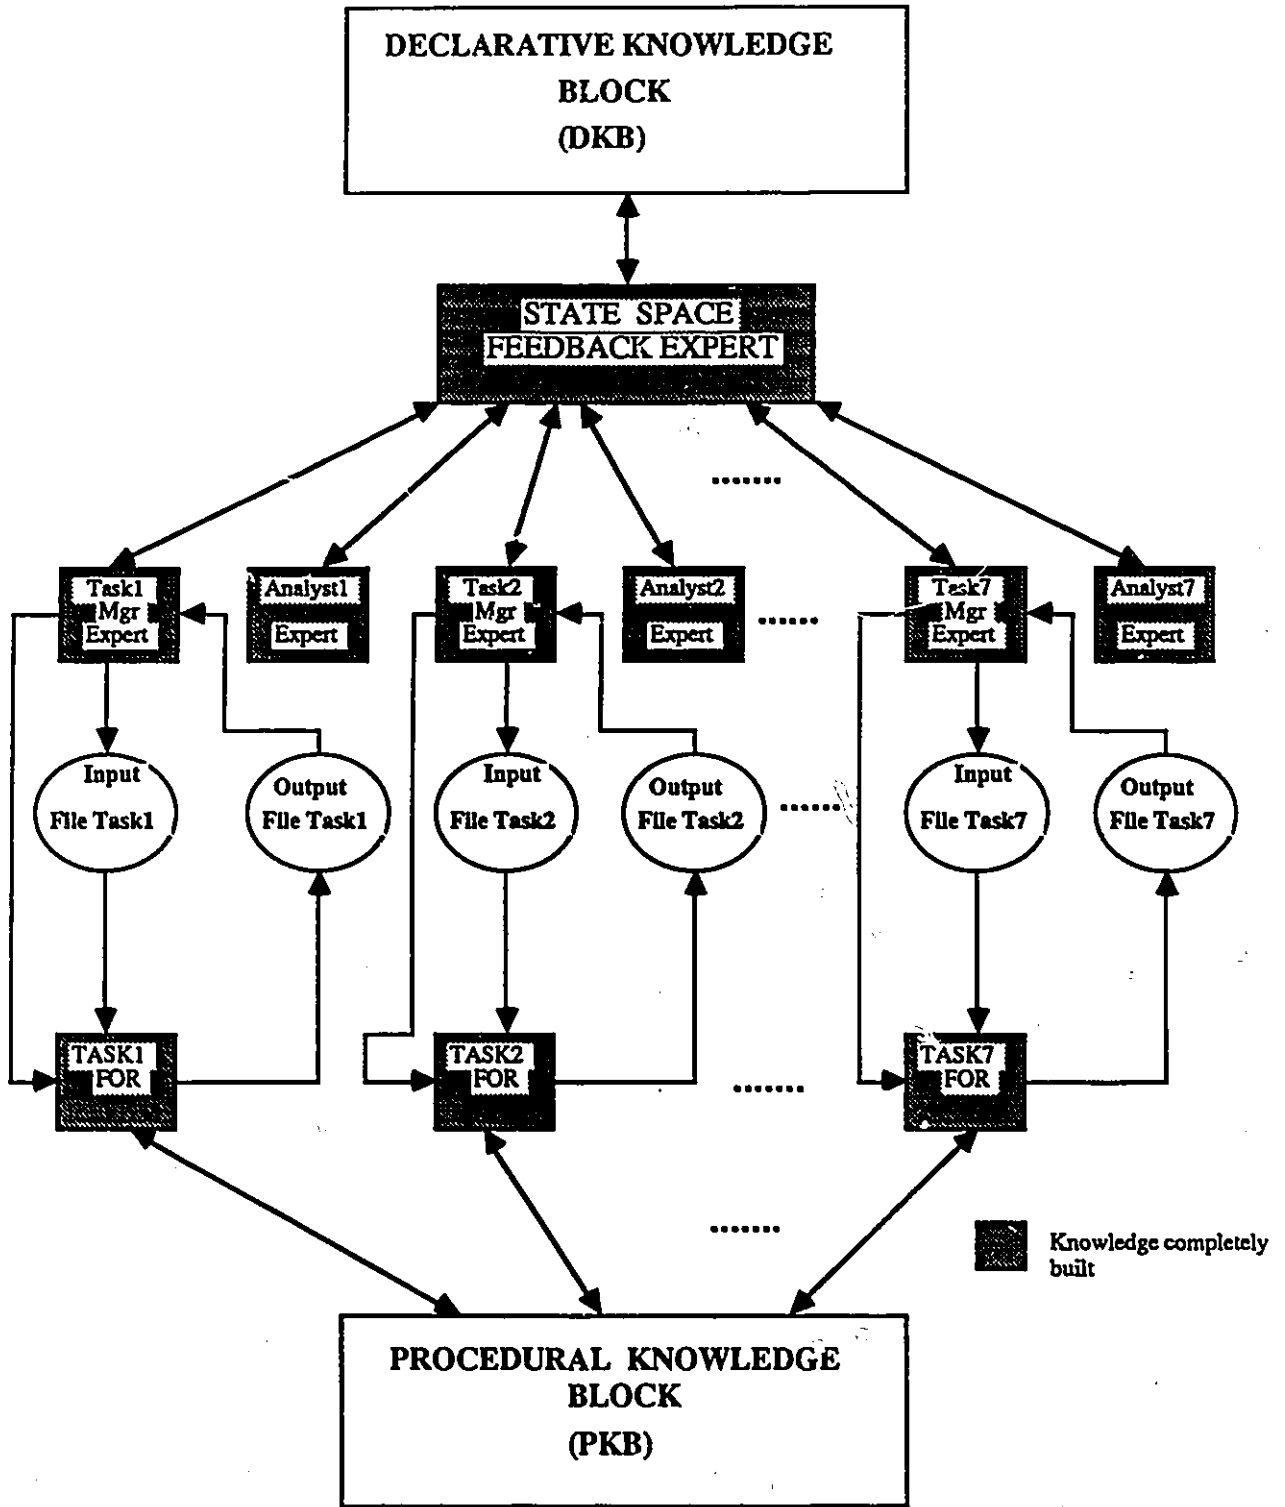 DECLARATIVE KNOWLEDGE
BLOCK
(DKB)
STATE SPACE
FEEDBACK EXPERT
.......
Task1
Mgr
Expert
Analyst1
Expert
Task2
Mgr
Expert
Analyst2
Expert
.......
Task7
Mgr
Expert
Analyst7
Expert
Input
File Task1
Output
File Task1
Input
File Task2
Output
File Task2
.......
Input
File Task7
Output
File Task7
TASK1
FOR
TASK2
FOR
.......
TASK7
FOR
.......
Knowledge completely
built
PROCEDURAL KNOWLEDGE
BLOCK
(PKB)